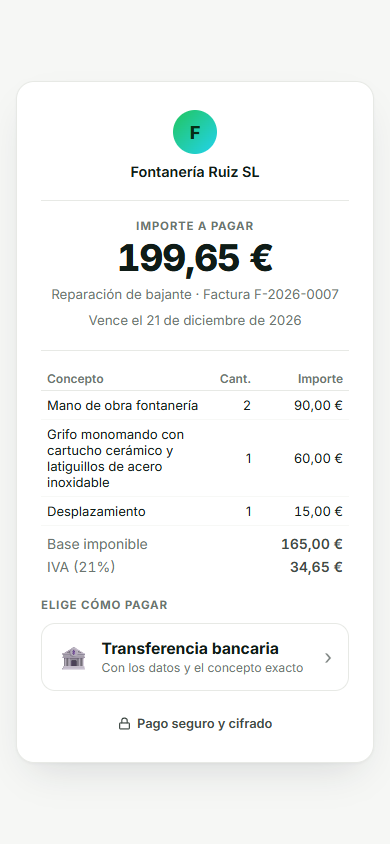 F
Fontanería Ruiz SL
IMPORTE A PAGAR
199,65 €
Reparación de bajante · Factura F-2026-0007
Vence el 21 de diciembre de 2026
Concepto Cant. Importe
Mano de obra fontanería 2 90,00 €
Grifo monomando con
cartucho cerámico y
latiguillos de acero
inoxidable
1 60,00 €
Desplazamiento 1 15,00 €
Base imponible 165,00 €
IVA (21%) 34,65 €
ELIGE CÓMO PAGAR
Transferencia bancaria
Con los datos y el concepto exacto
Pago seguro y cifrado